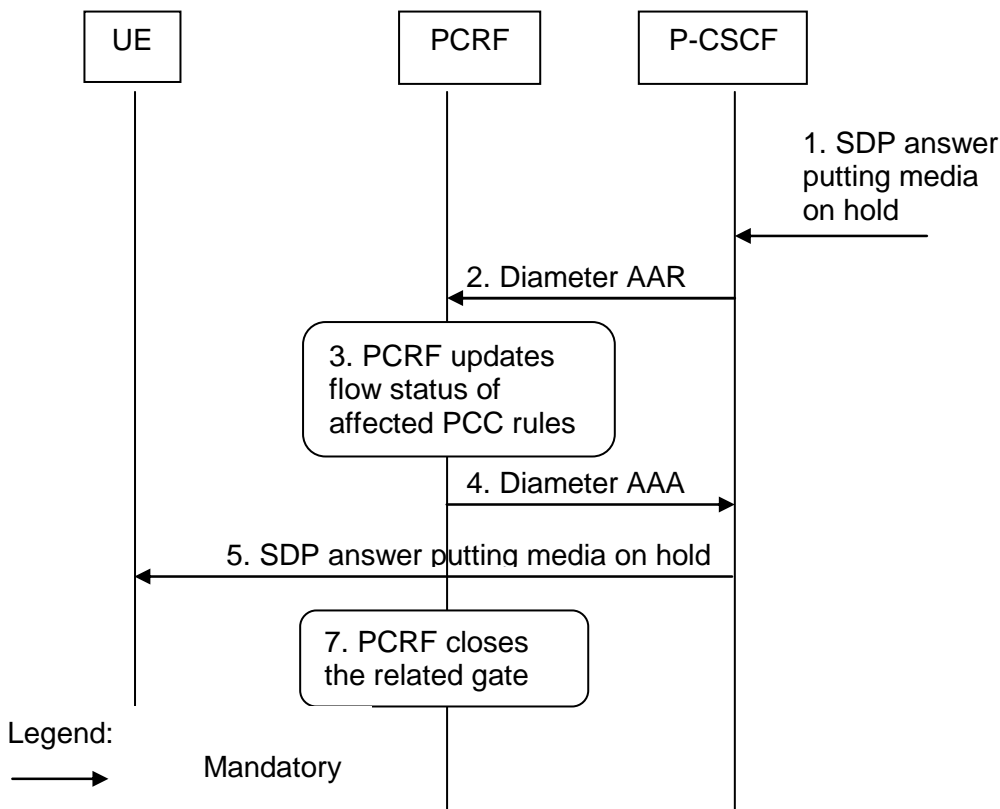 UE
PCRF
P-CSCF
1. SDP answer
putting media
on hold
2. Diameter AAR
3. PCRF updates
flow status of
affected PCC rules
4. Diameter AAA
5. SDP answer putting media on hold
7. PCRF closes
the related gate
Legend:
Mandatory